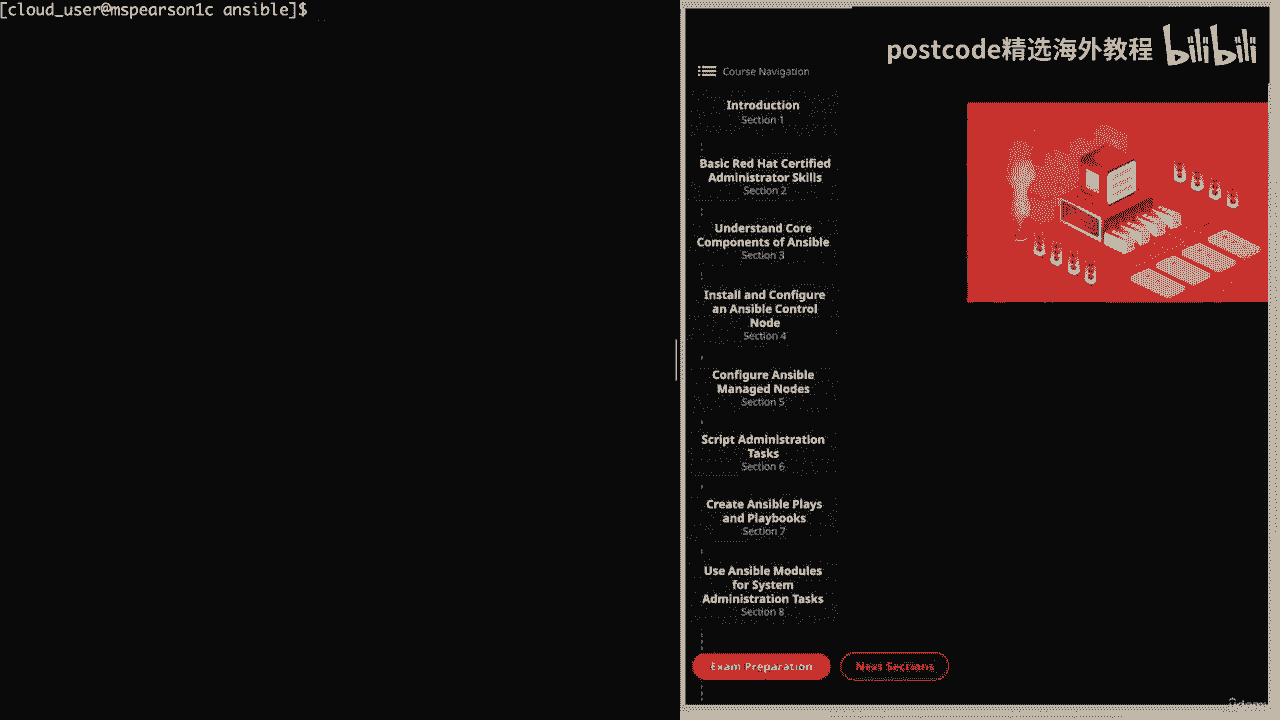 [cloud_user@mspearson1c ansible]$
postcode精选海外教程 bilibili
Course Navigation
Introduction
Section 1
Basic Red Hat Certified
Administrator Skills
Section 2
Understand Core
Components of Ansible
Section 3
Install and Configure
an Ansible Control
Node
Section 4
Configure Ansible
Managed Nodes
Section 5
Script Administration
Tasks
Section 6
Create Ansible Plays
and Playbooks
Section 7
Use Ansible Modules
for System
Administration Tasks
Section 8
Exam Preparation
Next Sections